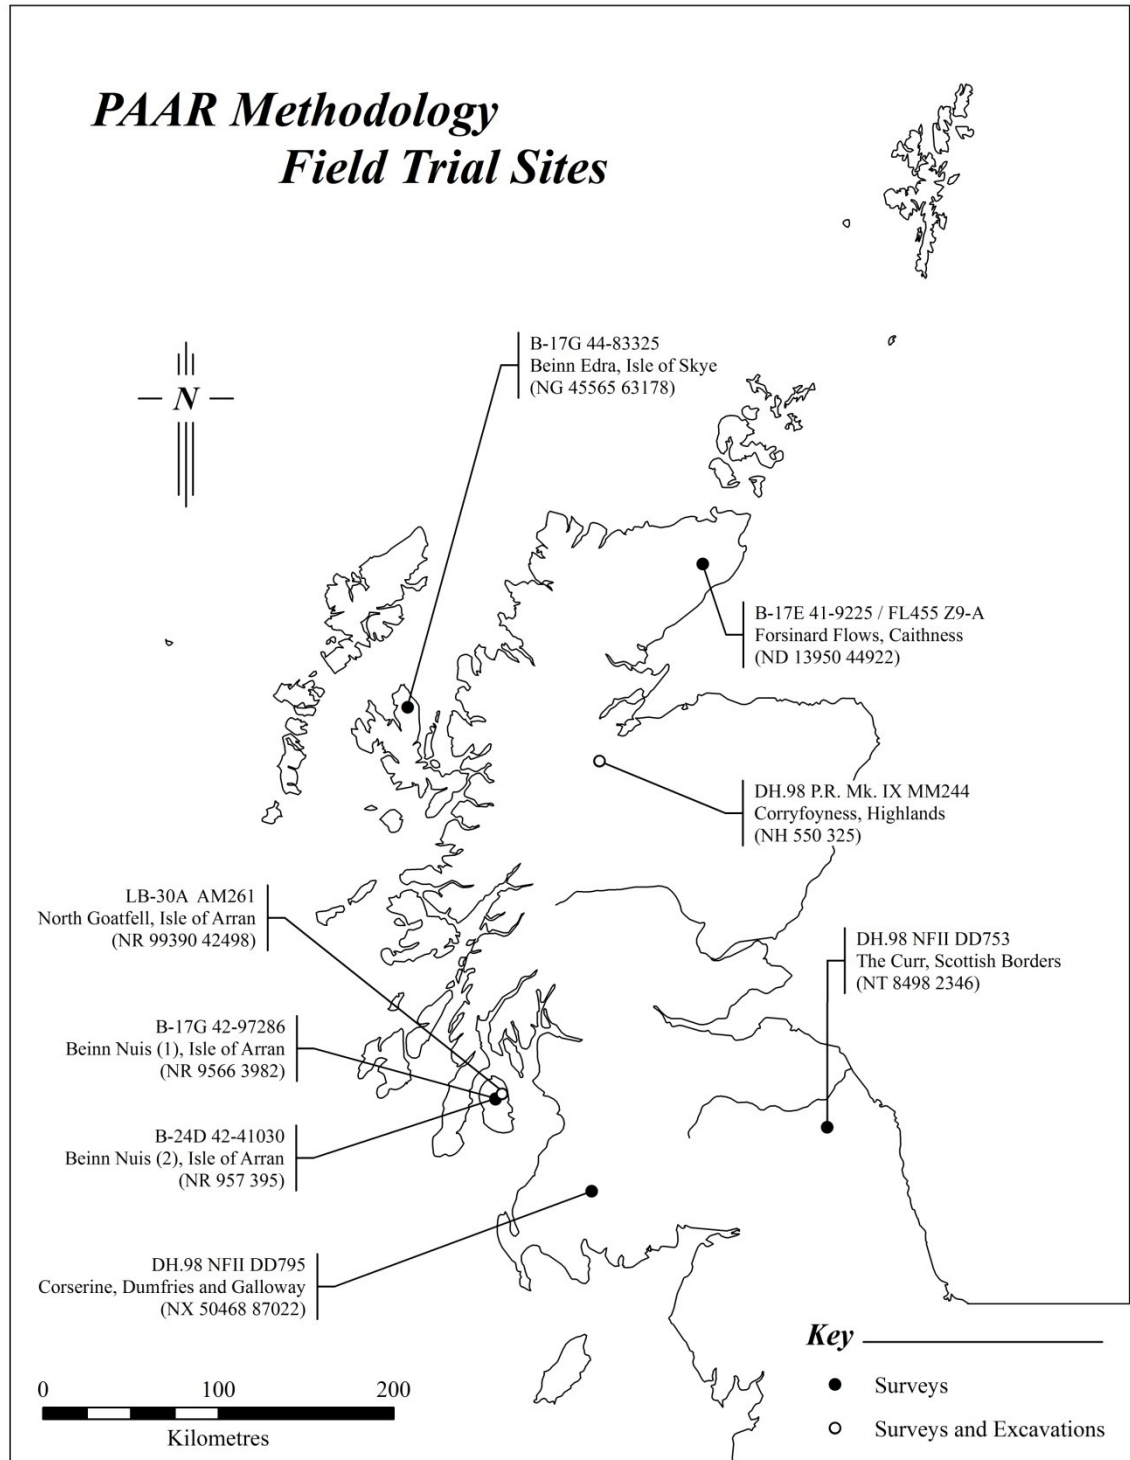 PAAR Methodology
Field Trial Sites
B-17G 44-83325
Beinn Edra, Isle of Skye
(NG 45565 63178)
N
B-17E 41-9225 / FL455 Z9-A
Forsinard Flows, Caithness
(ND 13950 44922)
DH.98 P.R. Mk. IX MM244
Corryfoyness, Highlands
(NH 550 325)
LB-30A AM261
North Goatfell, Isle of Arran
(NR 99390 42498)
DH.98 NFII DD753
The Curr, Scottish Borders
(NT 8498 2346)
B-17G 42-97286
Beinn Nuis (1), Isle of Arran
(NR 9566 3982)
B-24D 42-41030
Beinn Nuis (2), Isle of Arran
(NR 957 395)
DH.98 NFII DD795
Corserine, Dumfries and Galloway
(NX 50468 87022)
Key
Surveys
Surveys and Excavations
0 100 200
Kilometres